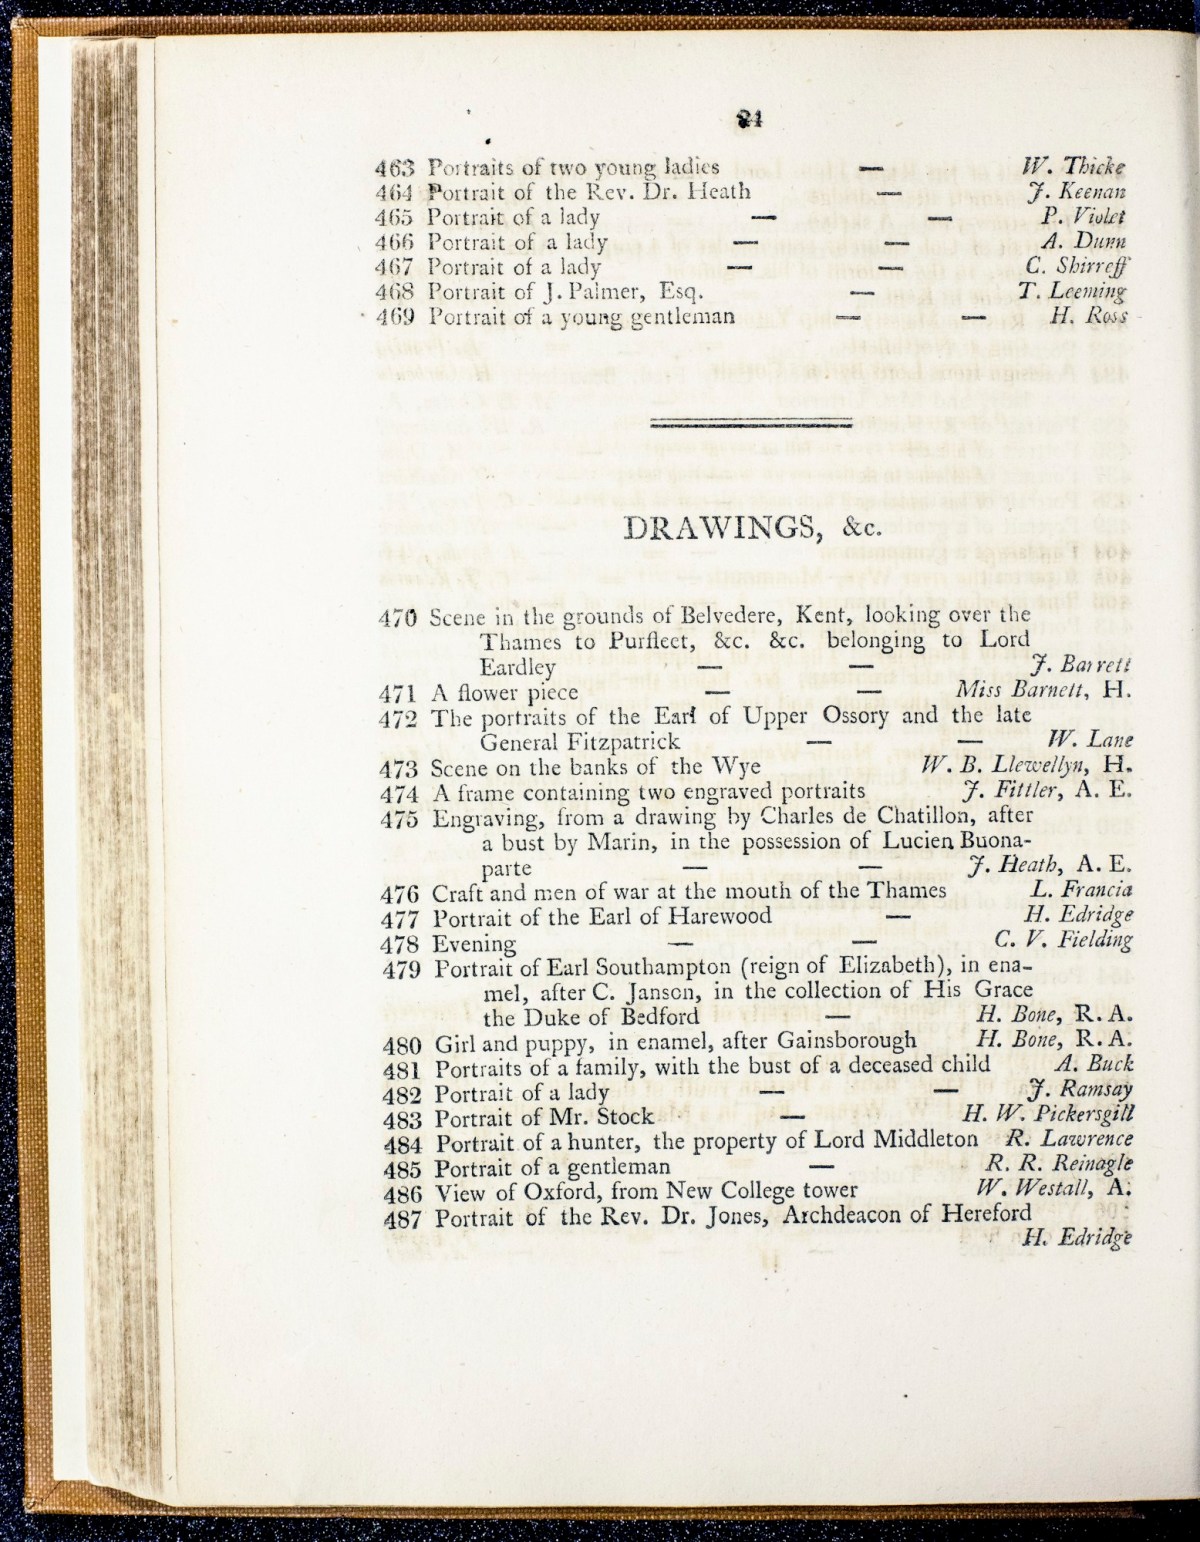 21
463 Portraits of two young ladies — W. Thicke
464 Portrait of the Rev. Dr. Heath — J. Keenan
465 Portrait of a lady — — P. Violet
466 Portrait of a lady — — A. Dunn
467 Portrait of a lady — — C. Shirreff
468 Portrait of J. Palmer, Esq. — T. Leeming
469 Portrait of a young gentleman — — H. Ross
DRAWINGS, &c.
470 Scene in the grounds of Belvedere, Kent, looking over the
Thames to Purfleet, &c. &c. belonging to Lord
Eardley — — J. Barrett
471 A flower piece — — Miss Barnett, H.
472 The portraits of the Earl of Upper Ossory and the late
General Fitzpatrick — — W. Lane
473 Scene on the banks of the Wye W. B. Llewellyn, H.
474 A frame containing two engraved portraits J. Fittler, A. E.
475 Engraving, from a drawing by Charles de Chatillon, after
a bust by Marin, in the possession of Lucien Buona-
parte — — J. Heath, A. E.
476 Craft and men of war at the mouth of the Thames L. Francia
477 Portrait of the Earl of Harewood — H. Edridge
478 Evening — — C. V. Fielding
479 Portrait of Earl Southampton (reign of Elizabeth), in ena-
mel, after C. Janson, in the collection of His Grace
the Duke of Bedford — H. Bone, R. A.
480 Girl and puppy, in enamel, after Gainsborough H. Bone, R. A.
481 Portraits of a family, with the bust of a deceased child A. Buck
482 Portrait of a lady — — J. Ramsay
483 Portrait of Mr. Stock — H. W. Pickersgill
484 Portrait of a hunter, the property of Lord Middleton R. Lawrence
485 Portrait of a gentleman — R. R. Reinagle
486 View of Oxford, from New College tower W. Westall, A.
487 Portrait of the Rev. Dr. Jones, Archdeacon of Hereford
H. Edridge